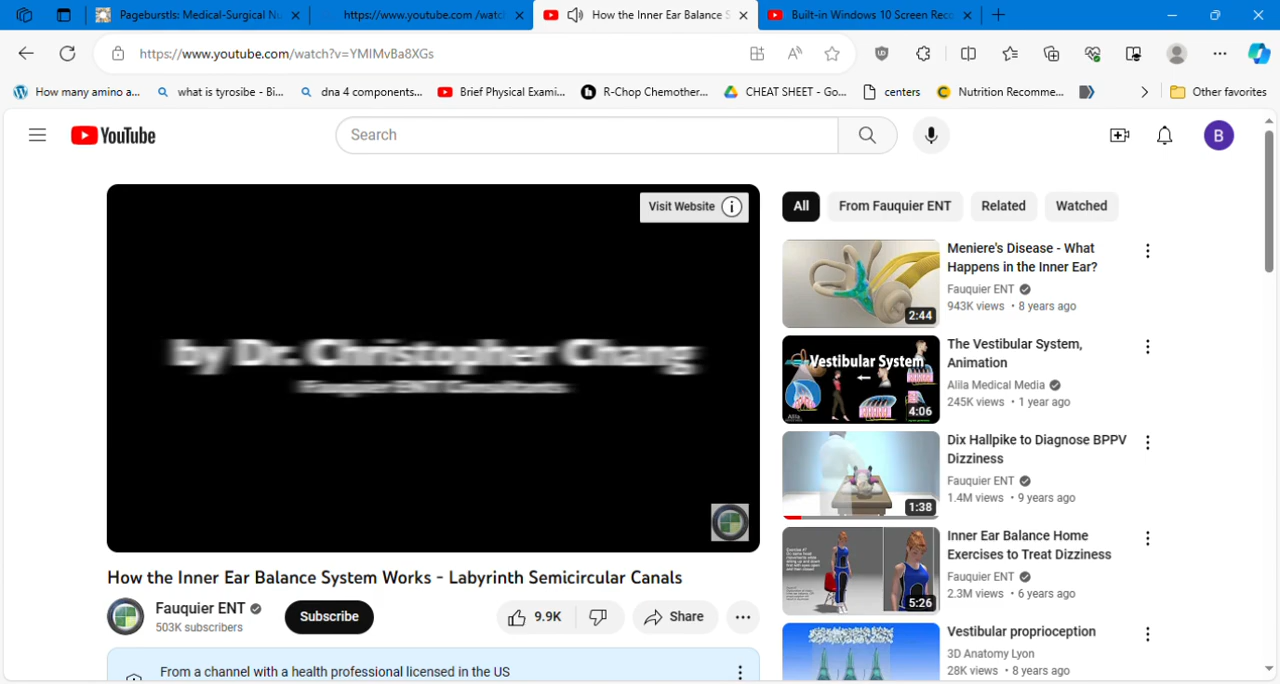 Pageburstls: Medical-Surgical Nu
https://www.youtube.com/watc
How the Inner Ear Balance S
Built-in Windows 10 Screen Reco
https://www.youtube.com/watch?v=YMIMvBa8XGs
How many amino a...
what is tyrosibe - Bi...
dna 4 components...
Brief Physical Exami...
R-Chop Chemother...
CHEAT SHEET - Go...
centers
Nutrition Recomme...
Other favorites
YouTube
Search
B
Visit Website
by Dr. Christopher Chang
Fauquier ENT Consultants
How the Inner Ear Balance System Works - Labyrinth Semicircular Canals
Fauquier ENT
503K subscribers
Subscribe
9.9K
Share
From a channel with a health professional licensed in the US
All
From Fauquier ENT
Related
Watched
2:44
Meniere's Disease - What
Happens in the Inner Ear?
Fauquier ENT
943K views • 8 years ago
Vestibular System
Alila
4:06
The Vestibular System,
Animation
Alila Medical Media
245K views • 1 year ago
1:38
Dix Hallpike to Diagnose BPPV
Dizziness
Fauquier ENT
1.4M views • 9 years ago
5:26
Inner Ear Balance Home
Exercises to Treat Dizziness
Fauquier ENT
2.3M views • 6 years ago
Vestibular proprioception
3D Anatomy Lyon
28K views • 8 years ago